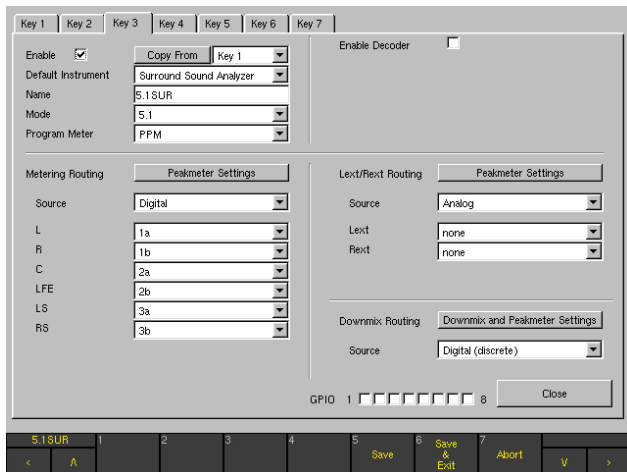 Key 1 Key 2 Key 3 Key 4 Key 5 Key 6 Key 7
Enable Copy From Key 1
Default Instrument Surround Sound Analyzer
Name 5.1SUR
Mode 5.1
Program Meter PPM
Enable Decoder
Metering Routing Peakmeter Settings
Source Digital
L 1a
R 1b
C 2a
LFE 2b
LS 3a
RS 3b
Lext/Rext Routing Peakmeter Settings
Source Analog
Lext none
Rext none
Downmix Routing Downmix and Peakmeter Settings
Source Digital (discrete)
GPIO 1 8 Close
5.1SUR 1 2 3 4 5 Save 6 Save & Exit 7 Abort
< Λ V >